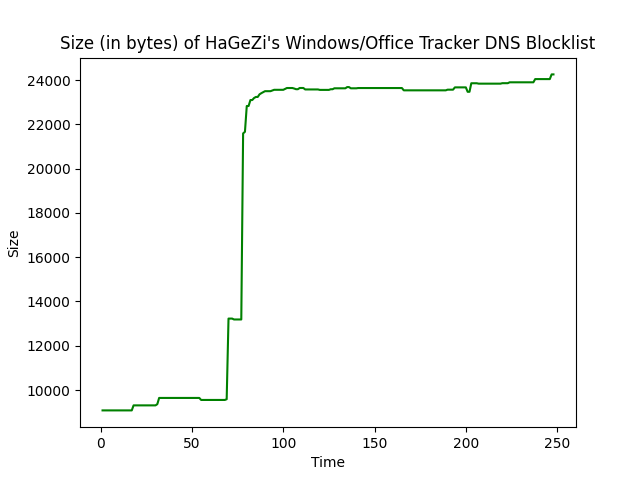 Size (in bytes) of HaGeZi's Windows/Office Tracker DNS Blocklist
24000
22000
20000
18000
16000
14000
12000
10000
Size
0 50 100 150 200 250
Time